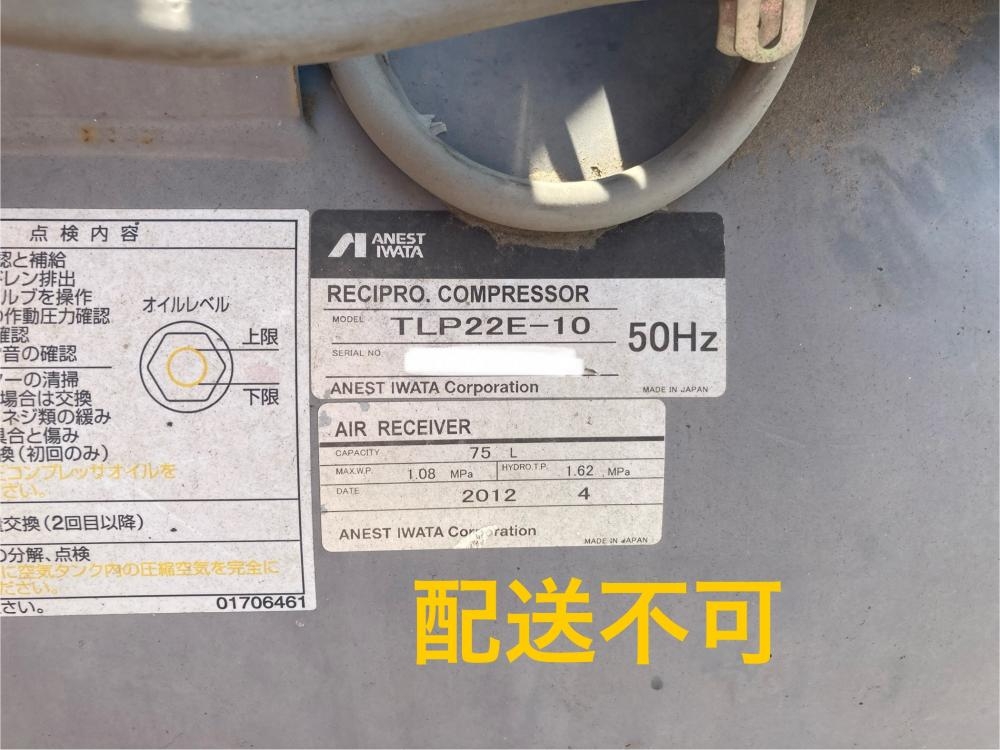 点検内容
認と補給
ドレン排出
ルブを操作
の作動圧力確認
確認
音の確認
ーの清掃
場合は交換
ネジ類の緩み
具合と傷み
換(初回のみ)
コンプレッサオイルを
さい。
交換(2回目以降)
の分解、点検
に空気タンク内の圧縮空気を完全に
ださい。
さい。
01706461
オイルレベル
上限
下限
ANEST
IWATA
RECIPRO. COMPRESSOR
MODEL TLP22E-10
50Hz
SERIAL NO.
ANEST IWATA Corporation
MADE IN JAPAN
AIR RECEIVER
CAPACITY 75 L
MAX.W.P. 1.08 MPa HYDRO.T.P. 1.62 MPa
DATE 2012 4
ANEST IWATA Corporation
MADE IN JAPAN
配送不可